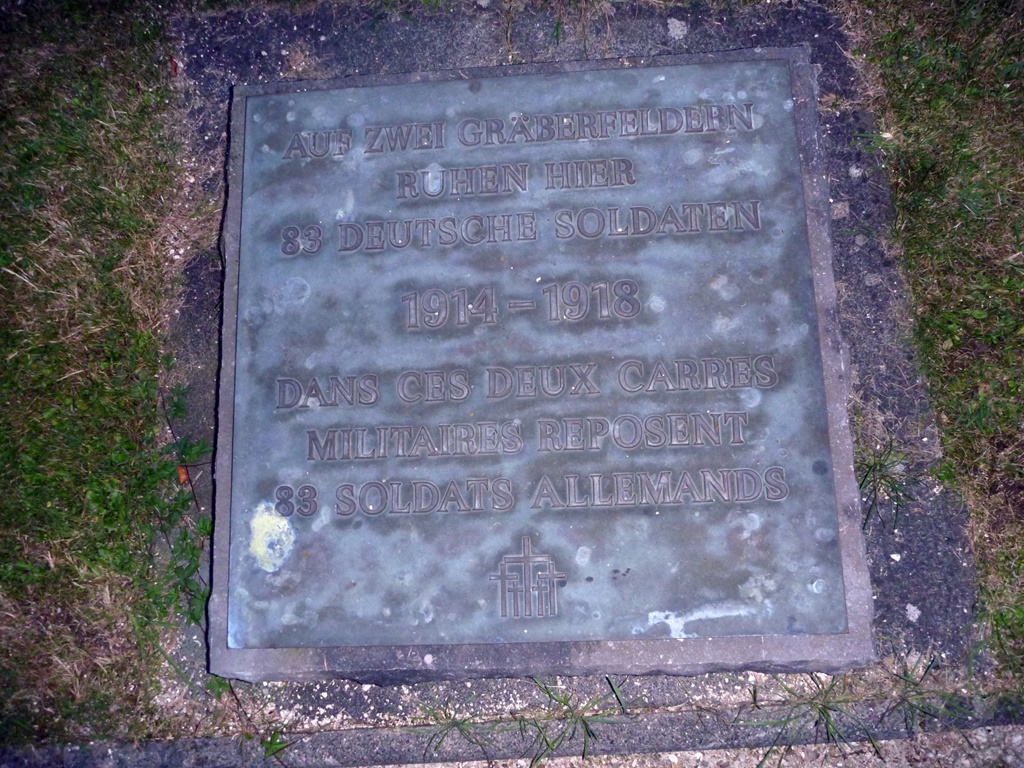 AUF ZWEI GRÄBERFELDERN
RUHEN HIER
83 DEUTSCHE SOLDATEN
1914 – 1918
DANS CES DEUX CARRES
MILITAIRES REPOSENT
83 SOLDATS ALLEMANDS